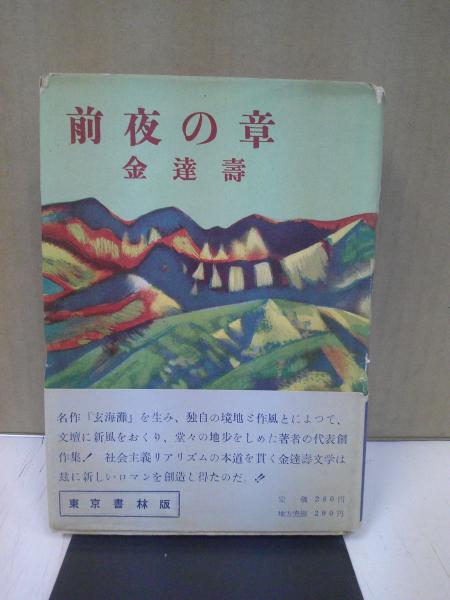 前夜の章
金達壽
名作『玄海灘』を生み、独自の境地と作風とによつて、
文壇に新風をおくり、堂々の地歩をしめた著者の代表創
作集！ 社会主義リアリズムの本道を貫く金達壽文学は
玆に新しいロマンを創造し得たのだ。!!
東京書林版
定 価 280円
地方売価 290円